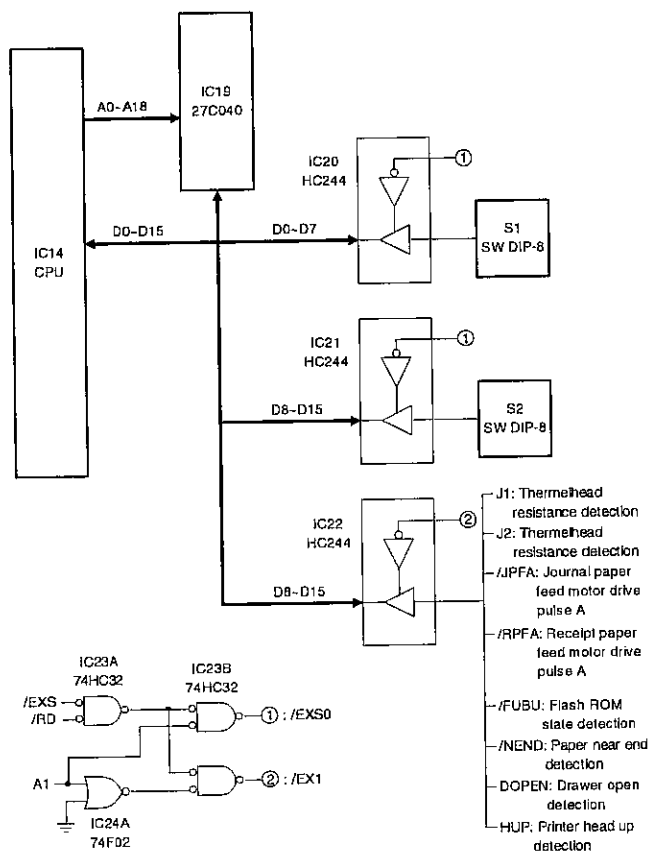 IC19
27C040
A0~A18
IC14
CPU
D0~D15
D0~D7
IC20
HC244
1
S1
SW DIP-8
IC21
HC244
1
D8~D15
S2
SW DIP-8
IC22
HC244
2
D8~D15
J1: Thermelhead
resistance detection
J2: Thermelhead
resistance detection
/JPFA: Journal paper
feed motor drive
pulse A
/RPFA: Receipt paper
feed motor drive
pulse A
/FUBU: Flash ROM
state detection
/NEND: Paper near end
detection
DOPEN: Drawer open
detection
HUP: Printer head up
detection
IC23A
74HC32
IC23B
74HC32
/EXS
/RD
1 : /EXS0
A1
2 : /EX1
IC24A
74F02